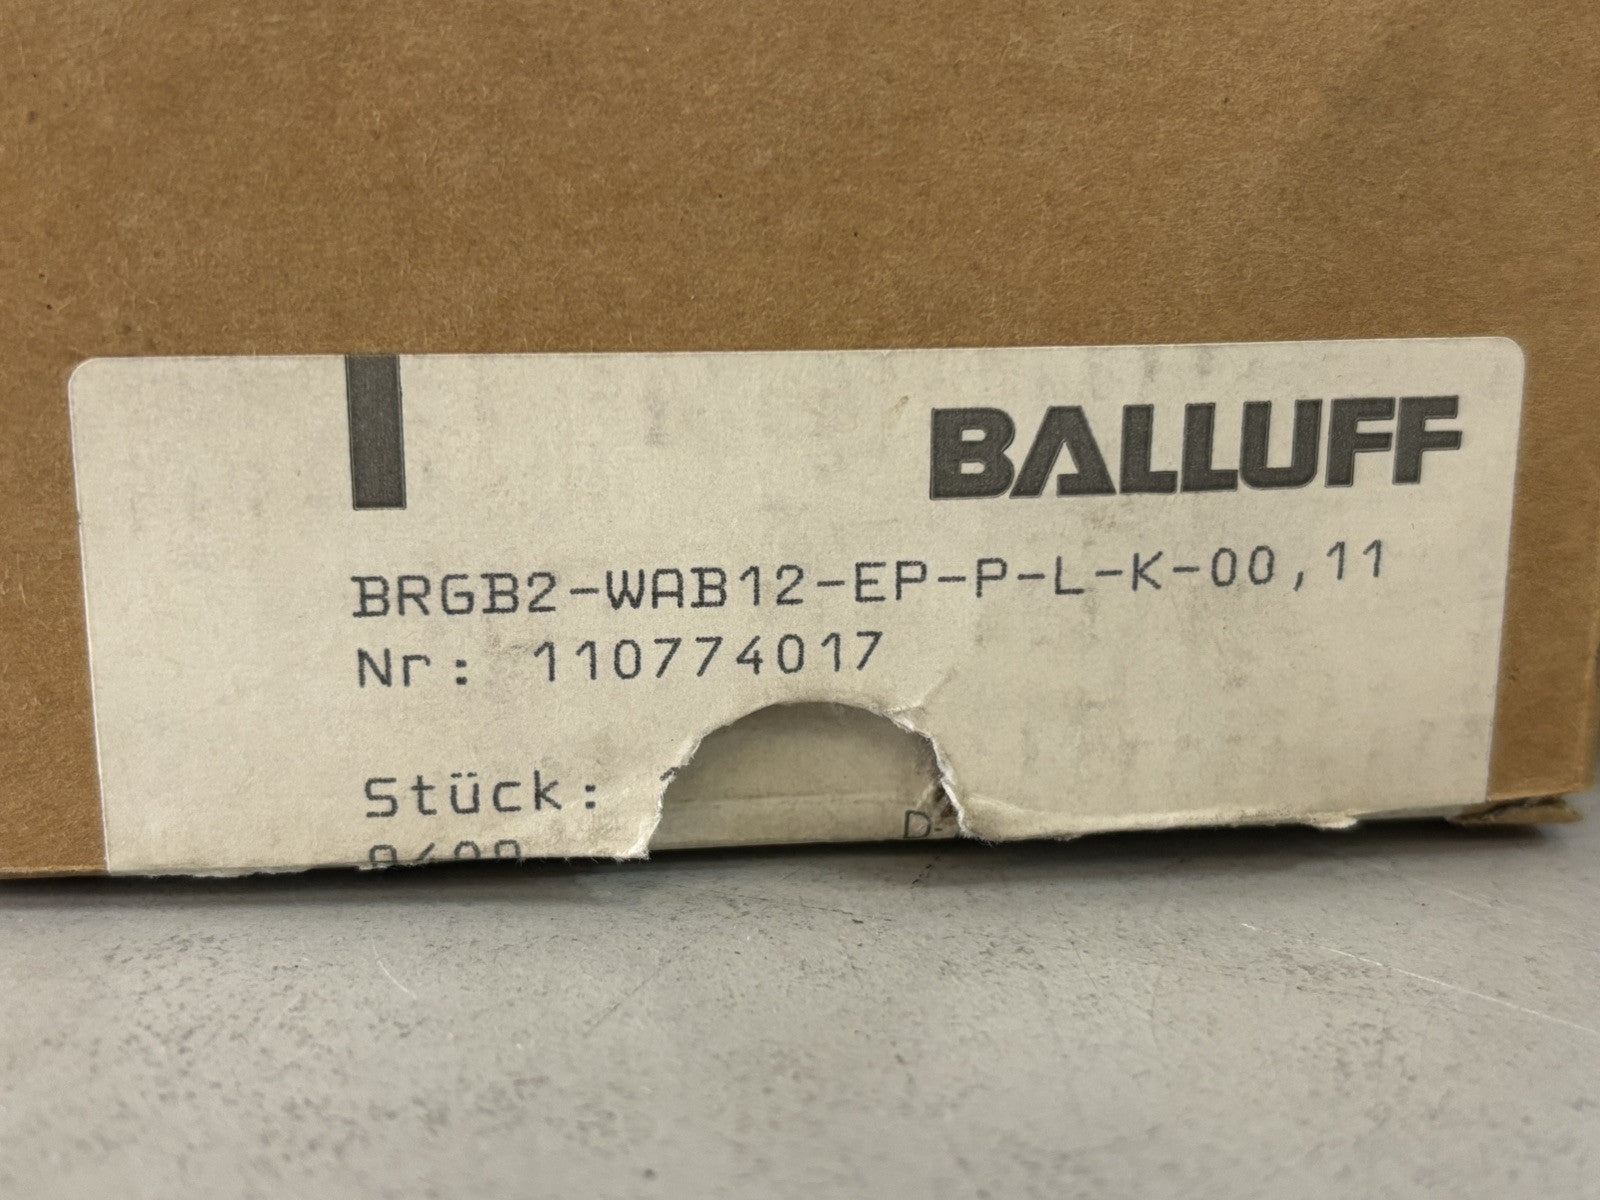 BALLUFF
BRGB2-WAB12-EP-P-L-K-00,11
Nr: 110774017
Stück:
D-